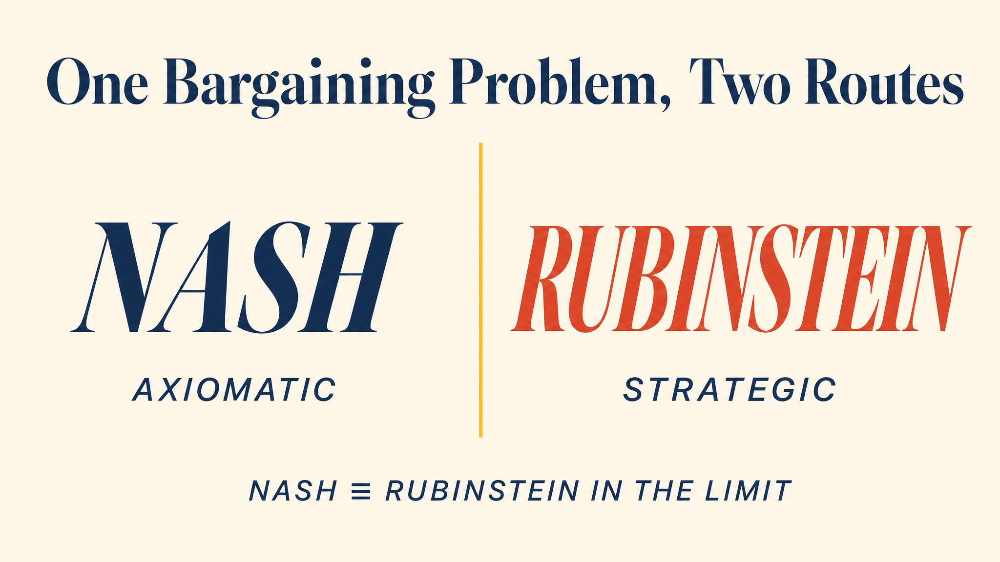 One Bargaining Problem, Two Routes
NASH
AXIOMATIC
RUBINSTEIN
STRATEGIC
NASH ≡ RUBINSTEIN IN THE LIMIT